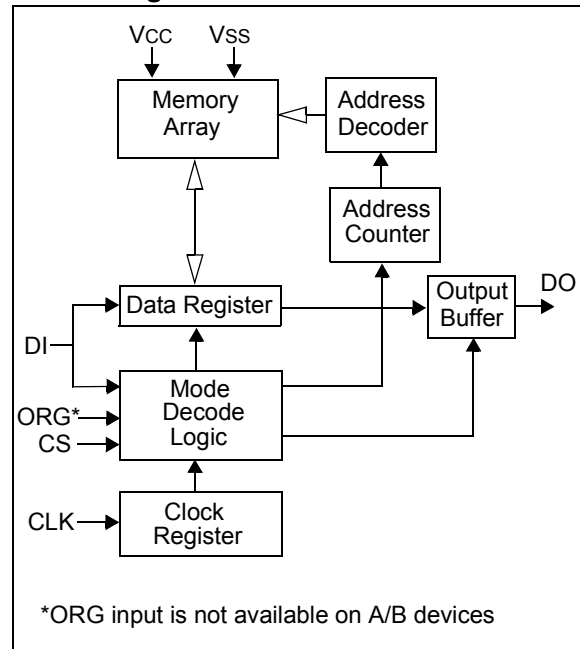 VCC VSS
Memory
Array
Address
Decoder
Address
Counter
Data Register
Output
Buffer
DO
DI
Mode
Decode
Logic
ORG*
CS
CLK
Clock
Register
*ORG input is not available on A/B devices